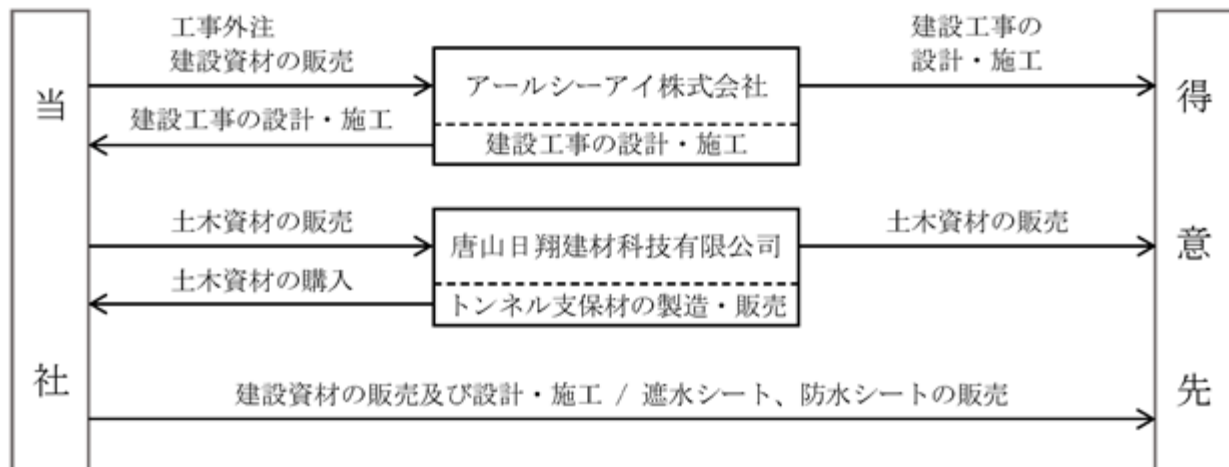 工事外注
建設資材の販売
建設工事の
設計・施工
アールシーアイ株式会社
建設工事の設計・施工
建設工事の設計・施工
当社
得意先
土木資材の販売
唐山日翔建材科技有限公司
土木資材の販売
土木資材の購入
トンネル支保材の製造・販売
建設資材の販売及び設計・施工 / 遮水シート、防水シートの販売